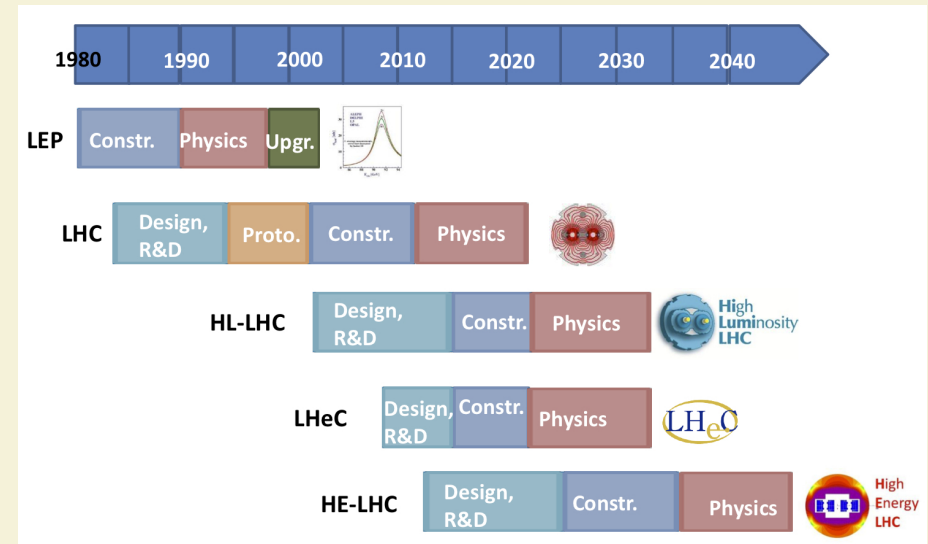 1980 1990 2000 2010 2020 2030 2040
LEP Constr. Physics Upgr.
LHC Design, R&D Proto. Constr. Physics
HL-LHC Design, R&D Constr. Physics
High
Luminosity
LHC
LHeC Design, R&D Constr. Physics
LHeC
HE-LHC Design, R&D Constr. Physics
High
Energy
LHC